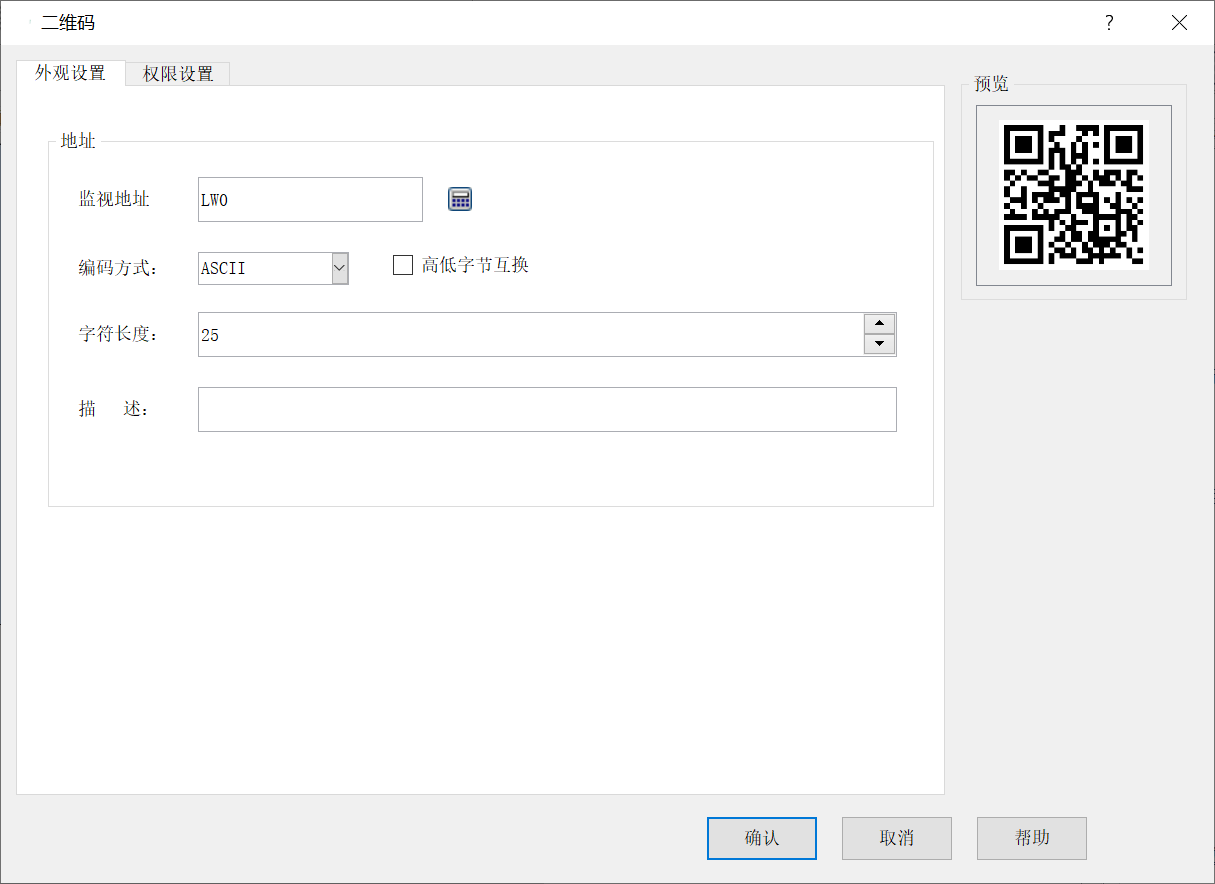 二维码
?
外观设置 权限设置
预览
地址
监视地址 LW0
编码方式: ASCII 高低字节互换
字符长度: 25
描 述:
确认 取消 帮助